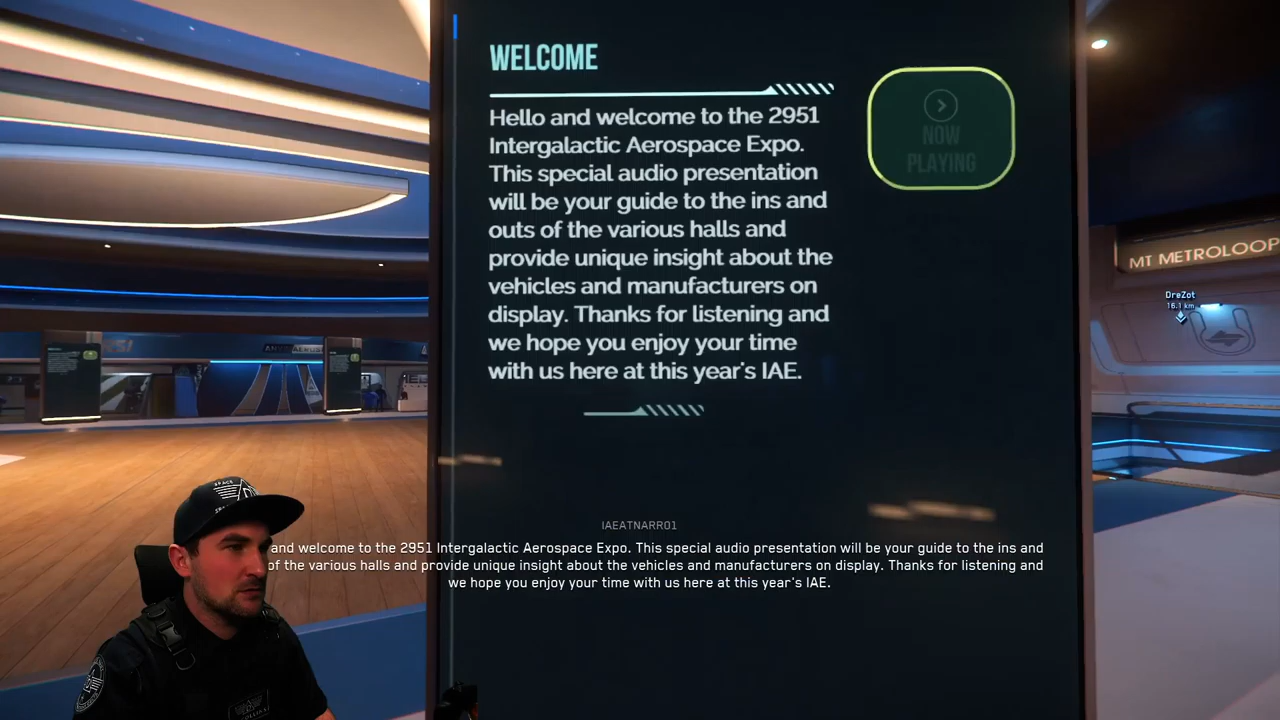 WELCOME
Hello and welcome to the 2951
Intergalactic Aerospace Expo.
This special audio presentation
will be your guide to the ins and
outs of the various halls and
provide unique insight about the
vehicles and manufacturers on
display. Thanks for listening and
we hope you enjoy your time
with us here at this year's IAE.
NOW
PLAYING
MT METROLOOP
DreZot
16.1 km
IAEATNARR01
and welcome to the 2951 Intergalactic Aerospace Expo. This special audio presentation will be your guide to the ins and
of the various halls and provide unique insight about the vehicles and manufacturers on display. Thanks for listening and
we hope you enjoy your time with us here at this year's IAE.
SPACE